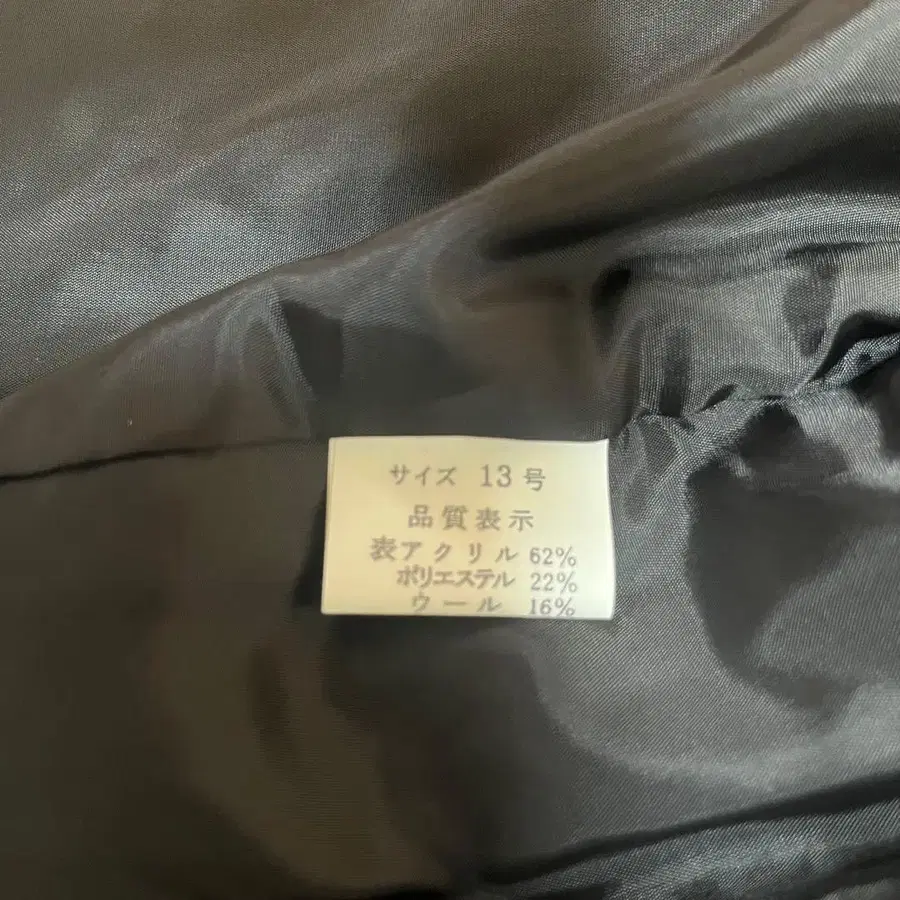 サイズ 13号
品質表示
表アクリル 62%
ポリエステル 22%
ウール 16%